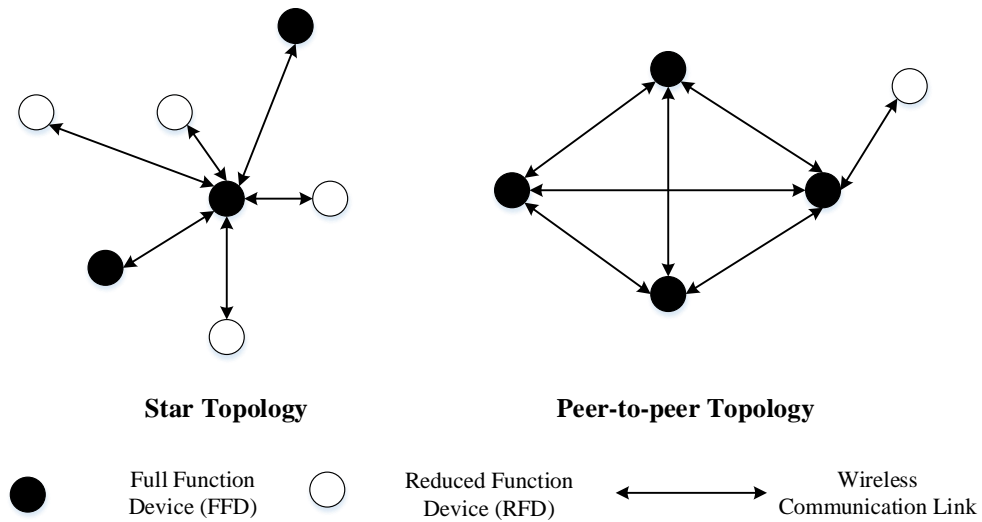 Star Topology
Peer-to-peer Topology
Full Function
Device (FFD)
Reduced Function
Device (RFD)
Wireless
Communication Link